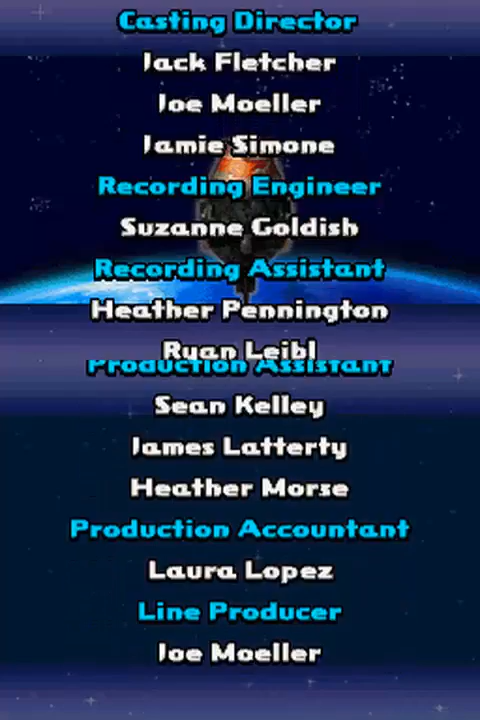 Casting Director
Jack Fletcher
Joe Moeller
Jamie Simone
Recording Engineer
Suzanne Goldish
Recording Assistant
Heather Pennington
Ryan Leibl
Production Assistant
Sean Kelley
James Latterty
Heather Morse
Production Accountant
Laura Lopez
Line Producer
Joe Moeller